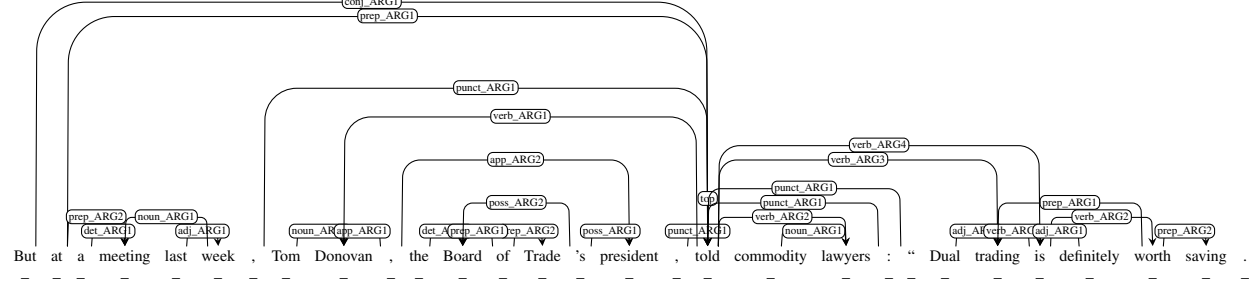 conj_ARG1
prep_ARG1
punct_ARG1
verb_ARG1
verb_ARG4
app_ARG2 verb_ARG3
punct_ARG1
top
poss_ARG2 punct_ARG1 prep_ARG1
prep_ARG2 noun_ARG1 verb_ARG2 verb_ARG2
det_ARG1 adj_ARG1 app_ARG1 prep_ARG1 poss_ARG1 punct_ARG1 noun_ARG1 adj_ARG1 prep_ARG2
But at a meeting last week , Tom Donovan , the Board of Trade ’s president , told commodity lawyers : “ Dual trading is definitely worth saving .
_ _ _ _ _ _ _ _ _ _ _ _ _ _ _ _ _ _ _ _ _ _ _ _ _ _ _ _ _